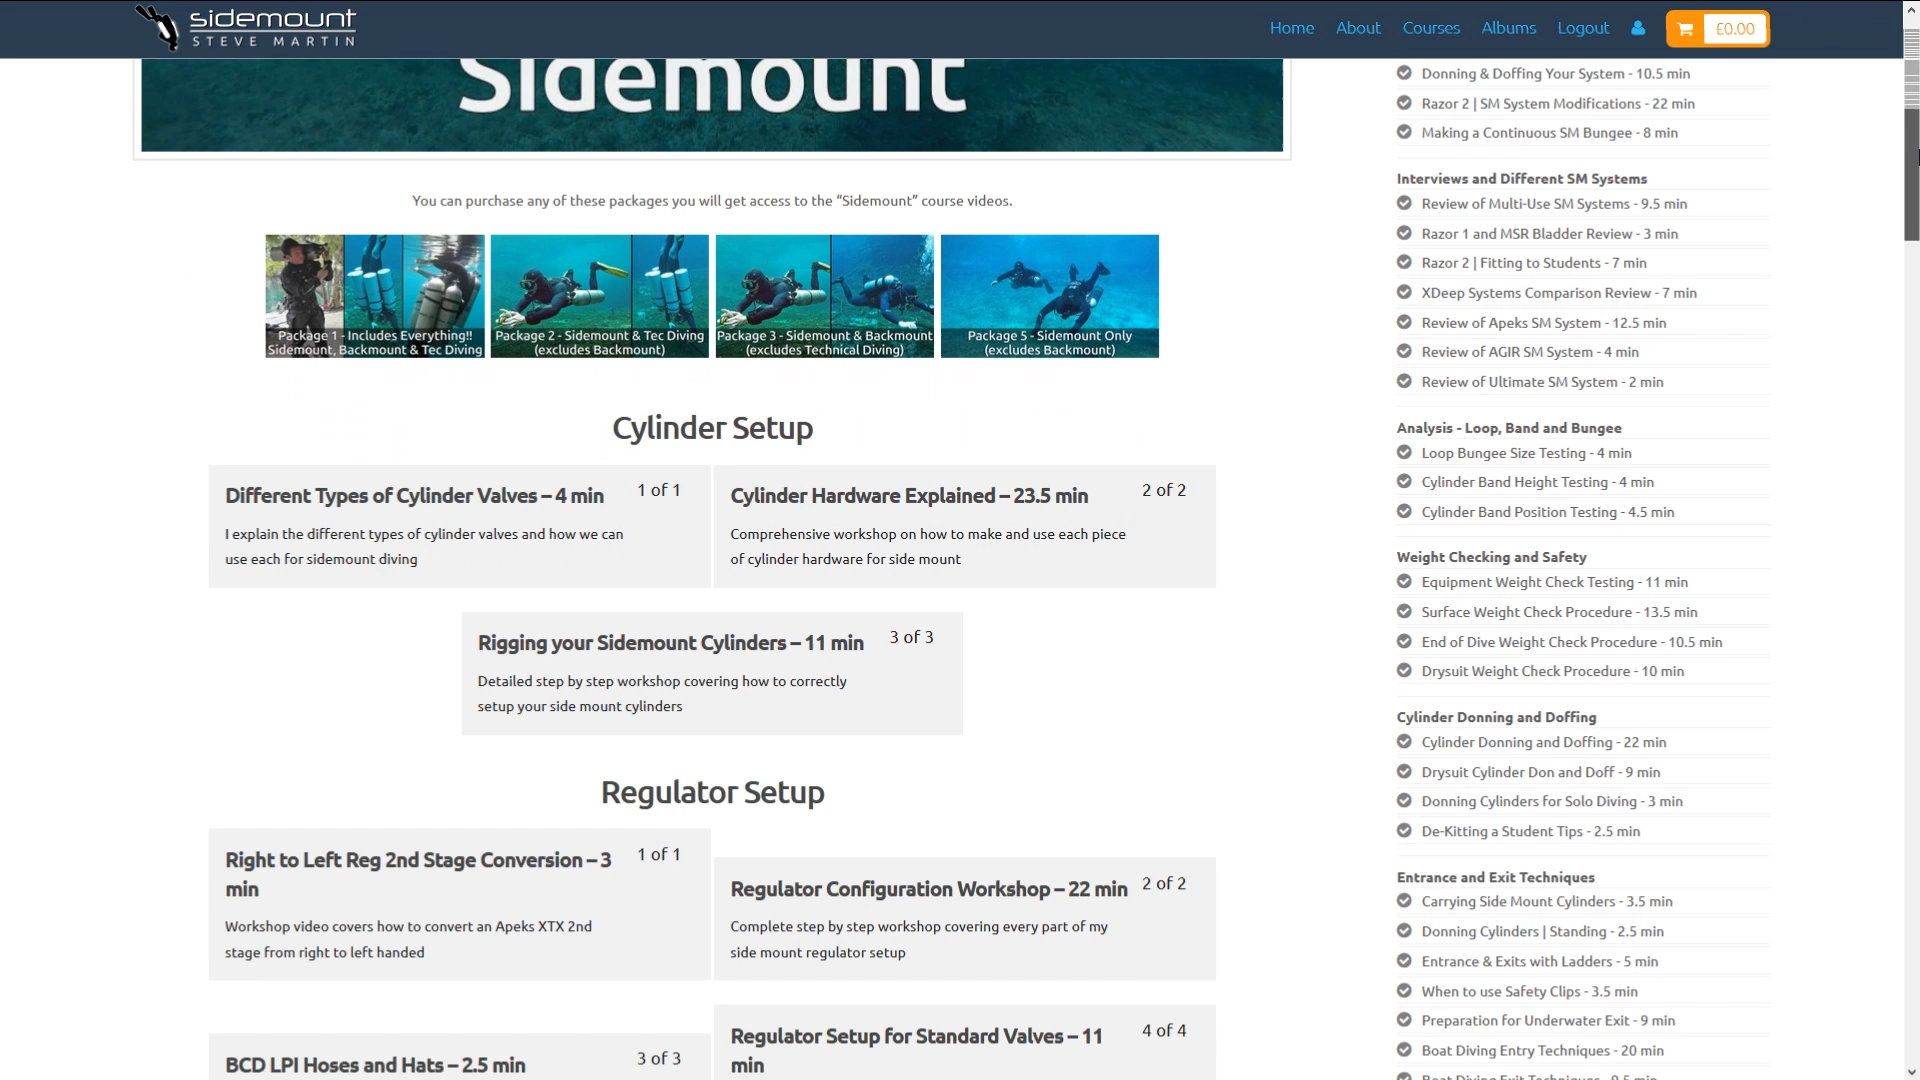 sidemount
STEVE MARTIN
Home
About
Courses
Albums
Logout
£0.00
Sidemount
You can purchase any of these packages you will get access to the “Sidemount” course videos.
Package 1 - Includes Everything!!
Sidemount, Backmount & Tec Diving
Package 2 - Sidemount & Tec Diving
(excludes Backmount)
Package 3 - Sidemount & Backmount
(excludes Technical Diving)
Package 5 - Sidemount Only
(excludes Backmount)
Cylinder Setup
Different Types of Cylinder Valves – 4 min
1 of 1
I explain the different types of cylinder valves and how we can
use each for sidemount diving
Cylinder Hardware Explained – 23.5 min
2 of 2
Comprehensive workshop on how to make and use each piece
of cylinder hardware for side mount
Rigging your Sidemount Cylinders – 11 min
3 of 3
Detailed step by step workshop covering how to correctly
setup your side mount cylinders
Regulator Setup
Right to Left Reg 2nd Stage Conversion – 3
min
1 of 1
Workshop video covers how to convert an Apeks XTX 2nd
stage from right to left handed
Regulator Configuration Workshop – 22 min
2 of 2
Complete step by step workshop covering every part of my
side mount regulator setup
BCD LPI Hoses and Hats – 2.5 min
3 of 3
Regulator Setup for Standard Valves – 11
min
4 of 4
Donning & Doffing Your System - 10.5 min
Razor 2 | SM System Modifications - 22 min
Making a Continuous SM Bungee - 8 min
Interviews and Different SM Systems
Review of Multi-Use SM Systems - 9.5 min
Razor 1 and MSR Bladder Review - 3 min
Razor 2 | Fitting to Students - 7 min
XDeep Systems Comparison Review - 7 min
Review of Apeks SM System - 12.5 min
Review of AGIR SM System - 4 min
Review of Ultimate SM System - 2 min
Analysis - Loop, Band and Bungee
Loop Bungee Size Testing - 4 min
Cylinder Band Height Testing - 4 min
Cylinder Band Position Testing - 4.5 min
Weight Checking and Safety
Equipment Weight Check Testing - 11 min
Surface Weight Check Procedure - 13.5 min
End of Dive Weight Check Procedure - 10.5 min
Drysuit Weight Check Procedure - 10 min
Cylinder Donning and Doffing
Cylinder Donning and Doffing - 22 min
Drysuit Cylinder Don and Doff - 9 min
Donning Cylinders for Solo Diving - 3 min
De-Kitting a Student Tips - 2.5 min
Entrance and Exit Techniques
Carrying Side Mount Cylinders - 3.5 min
Donning Cylinders | Standing - 2.5 min
Entrance & Exits with Ladders - 5 min
When to use Safety Clips - 3.5 min
Preparation for Underwater Exit - 9 min
Boat Diving Entry Techniques - 20 min
Boat Diving Exit Techniques - 9.5 min